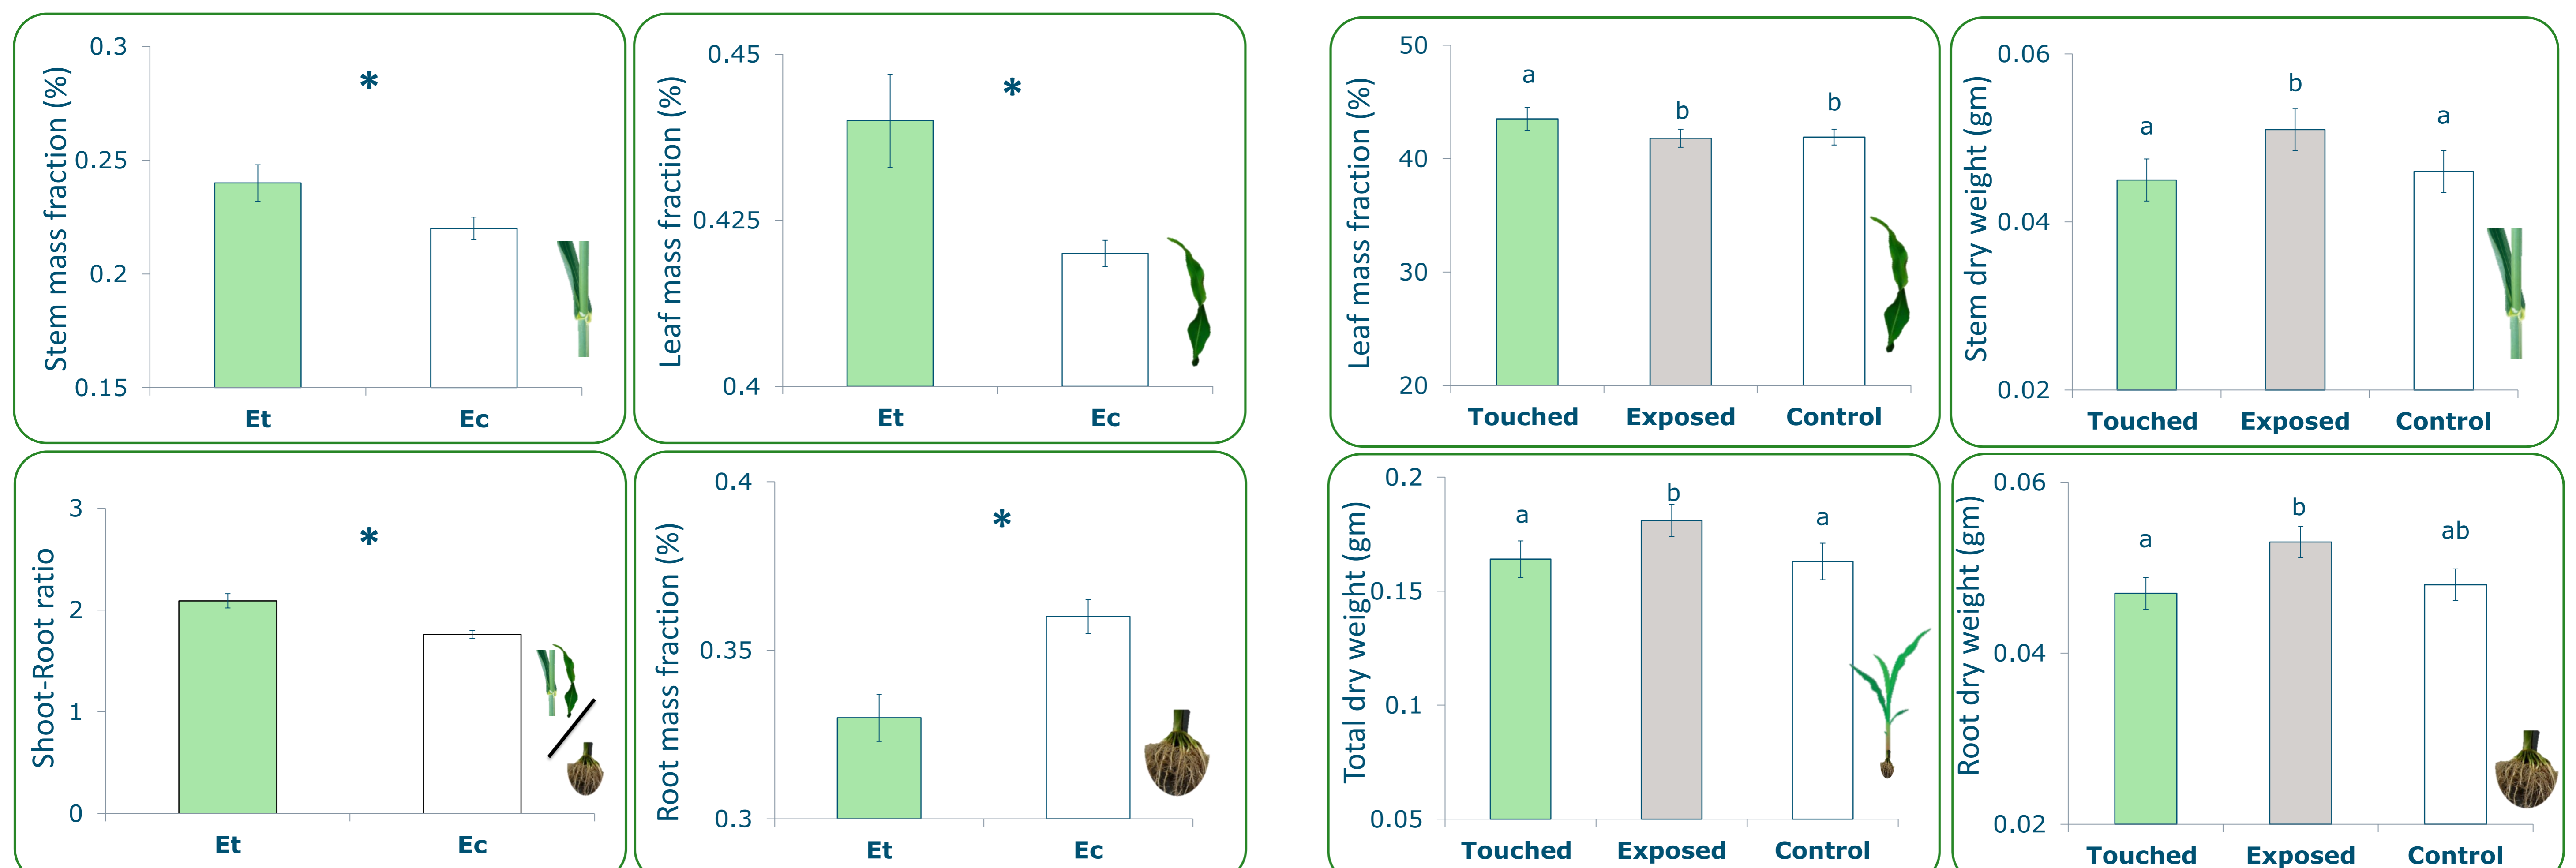 Stem mass fraction (%)
0.3
0.25
0.2
0.15
*
Et
Ec
Leaf mass fraction (%)
0.45
0.425
0.4
*
Et
Ec
Leaf mass fraction (%)
50
40
30
20
a
b
b
Touched
Exposed
Control
Stem dry weight (gm)
0.06
0.04
0.02
a
b
a
Touched
Exposed
Control
Shoot-Root ratio
3
2
1
0
*
Et
Ec
Root mass fraction (%)
0.4
0.35
0.3
*
Et
Ec
Total dry weight (gm)
0.2
0.15
0.1
0.05
a
b
a
Touched
Exposed
Control
Root dry weight (gm)
0.06
0.04
0.02
a
b
ab
Touched
Exposed
Control